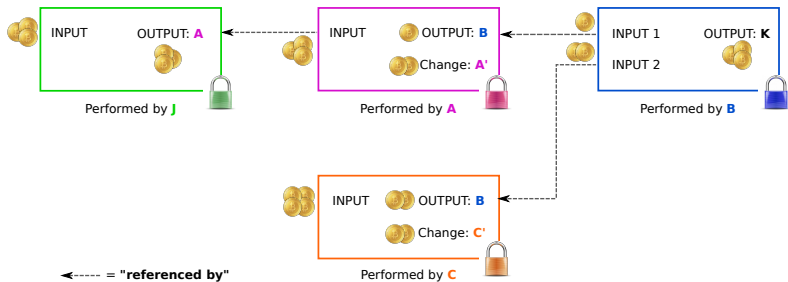 INPUT OUTPUT: A
Performed by J
INPUT OUTPUT: B
Change: A'
Performed by A
INPUT 1 OUTPUT: K
INPUT 2
Performed by B
INPUT OUTPUT: B
Change: C'
Performed by C
= "referenced by"